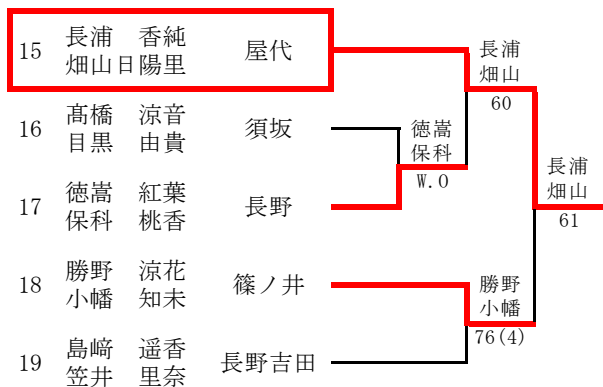 15 長浦 香純 屋代
畑山日陽里
16 髙橋 涼音 須坂
目黒 由貴
17 徳嵩 紅葉 長野
保科 桃香
18 勝野 涼花 篠ノ井
小幡 知未
19 島﨑 遥香 長野吉田
笠井 里奈
徳嵩
保科
W.0
長浦
畑山
60
勝野
小幡
76(4)
長浦
畑山
61